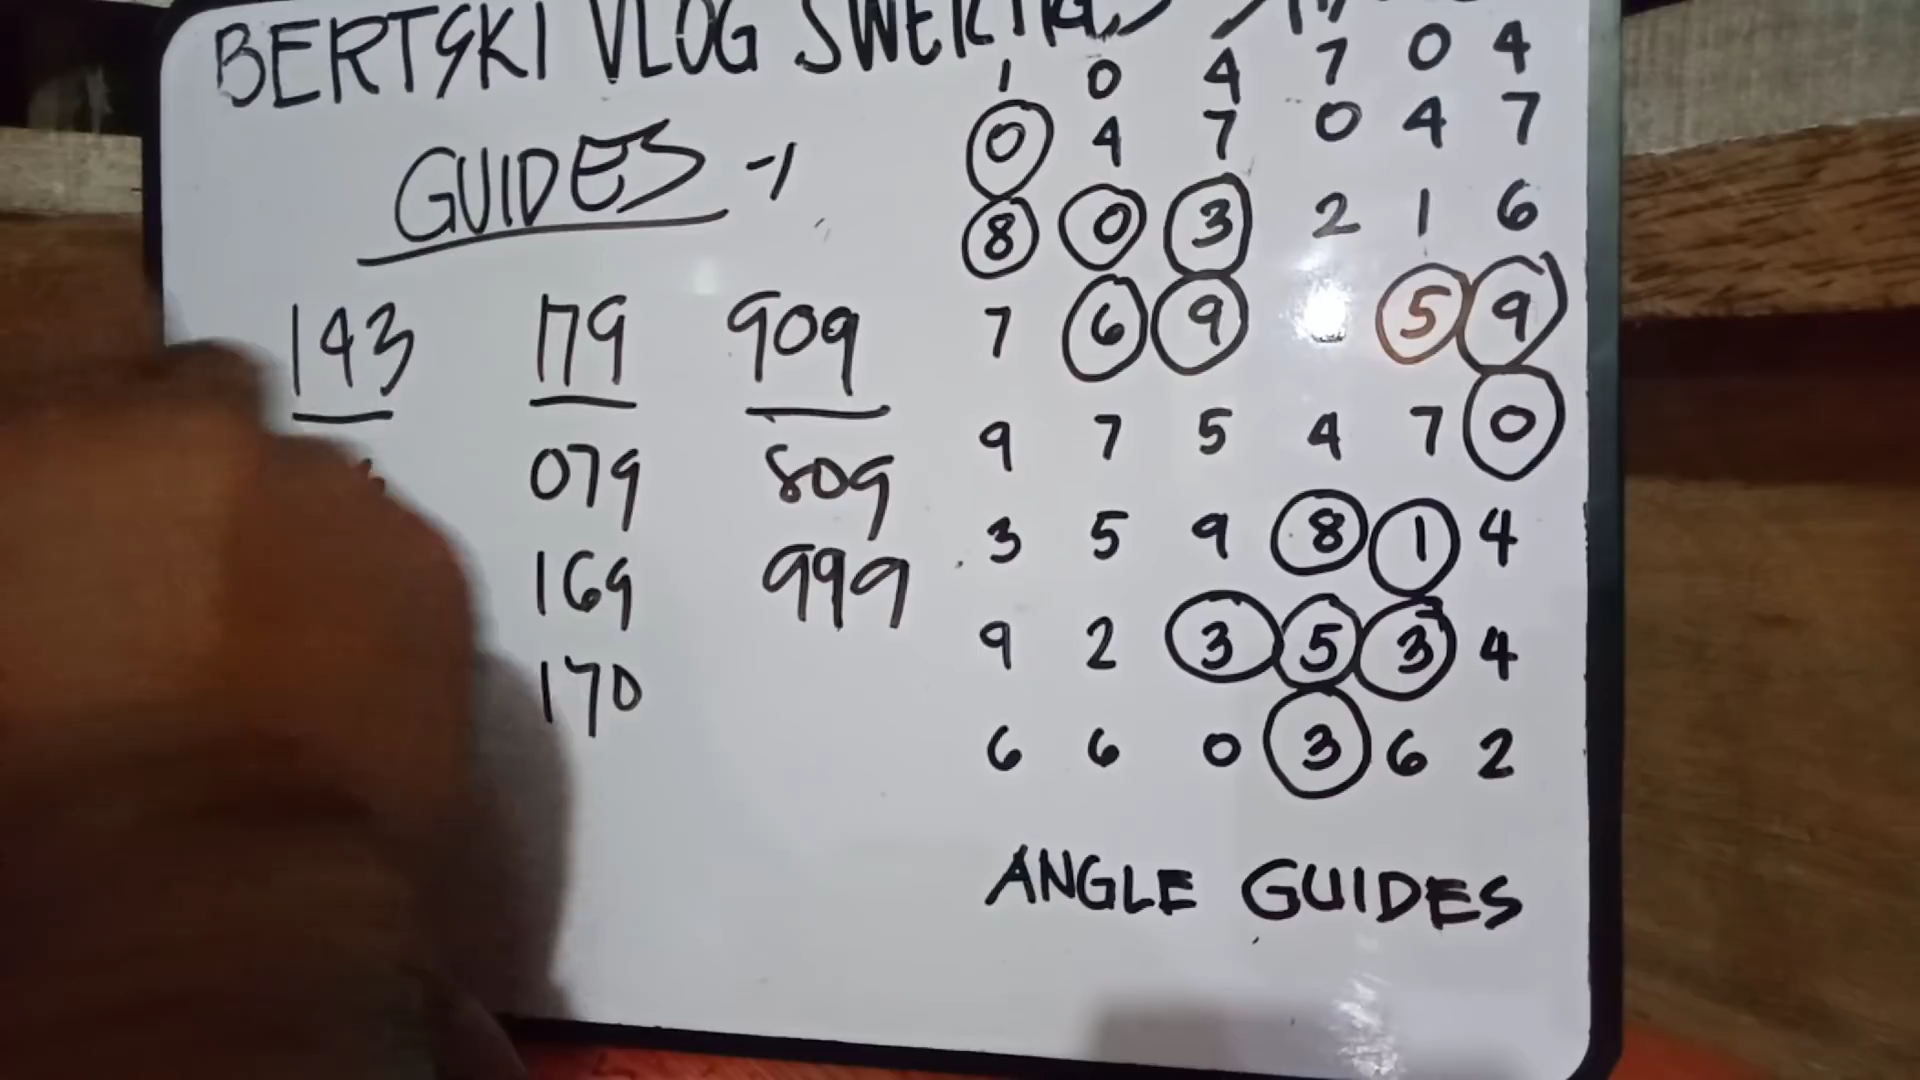 BERTSKI VLOG SWERTRES
GUIDES -1
143 179 909
079 809
169 999
170
1 0 4 7 0 4
0 4 7 0 4 7
8 0 3 2 1 6
7 6 9 5 9
9 7 5 4 7 0
3 5 9 8 1 4
9 2 3 5 3 4
6 6 0 3 6 2
ANGLE GUIDES